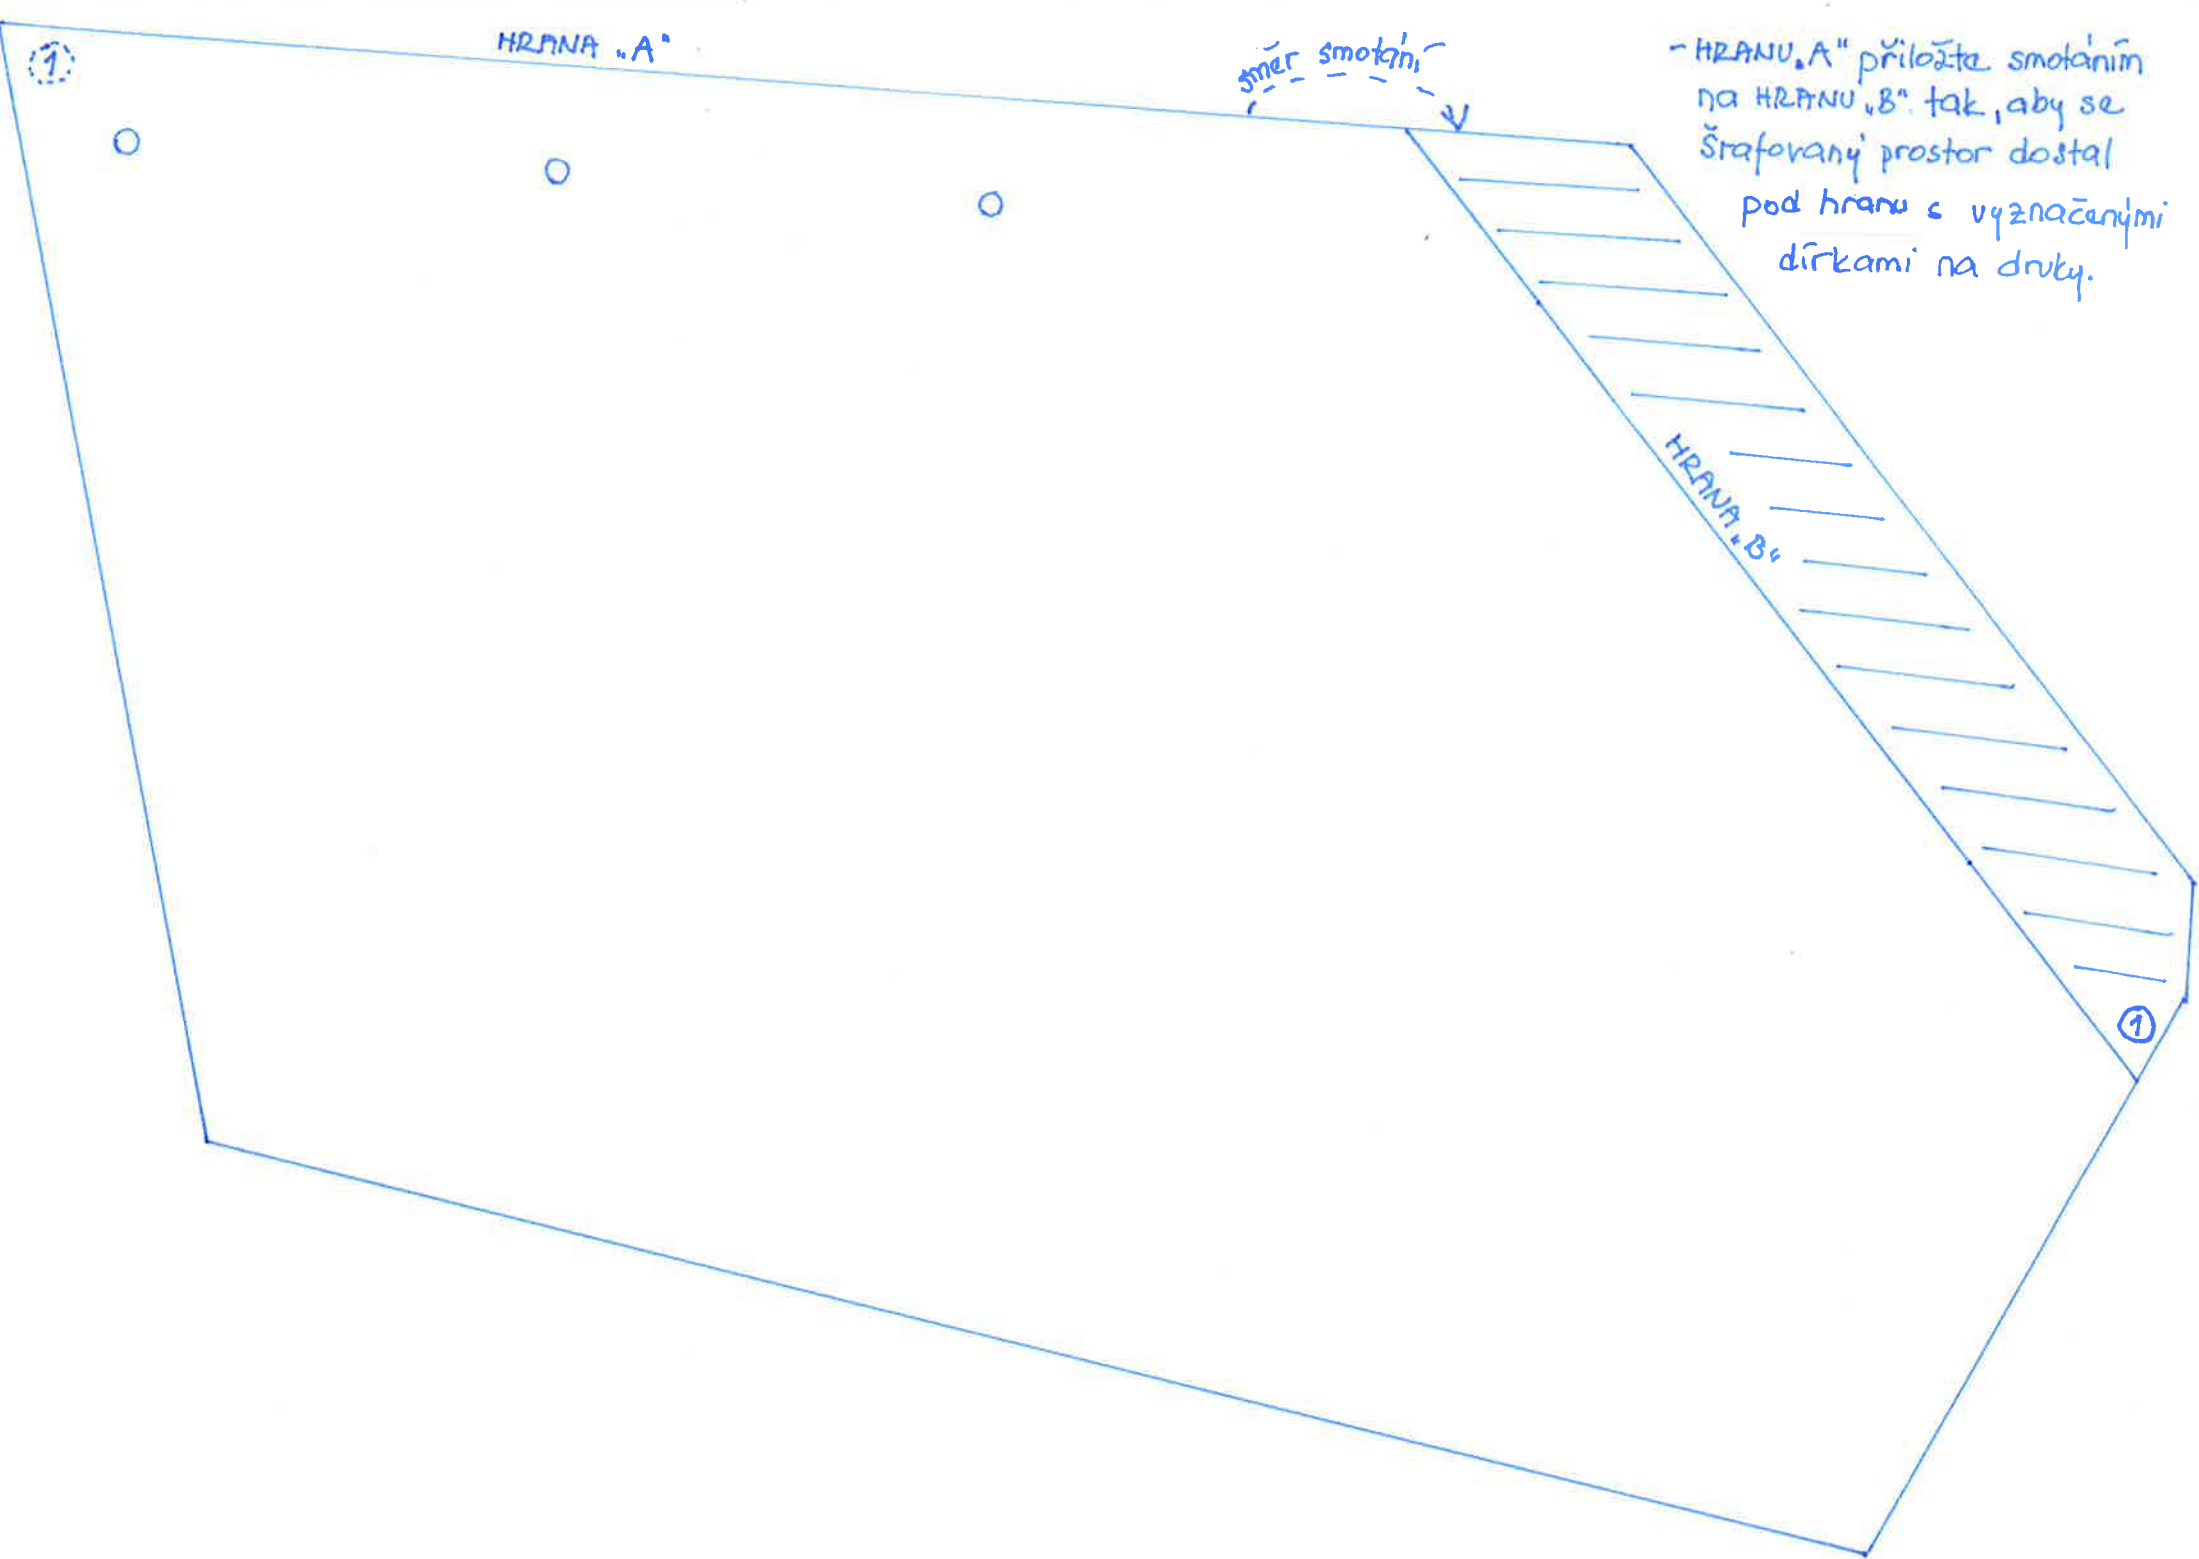 1
HRANA „A"
směr smotání
- HRANU „A" přiložte smotáním
na HRANU „B" tak, aby se
šrafovaný prostor dostal
pod hranu s vyznačenými
dírkami na druky.
HRANA „B"
1